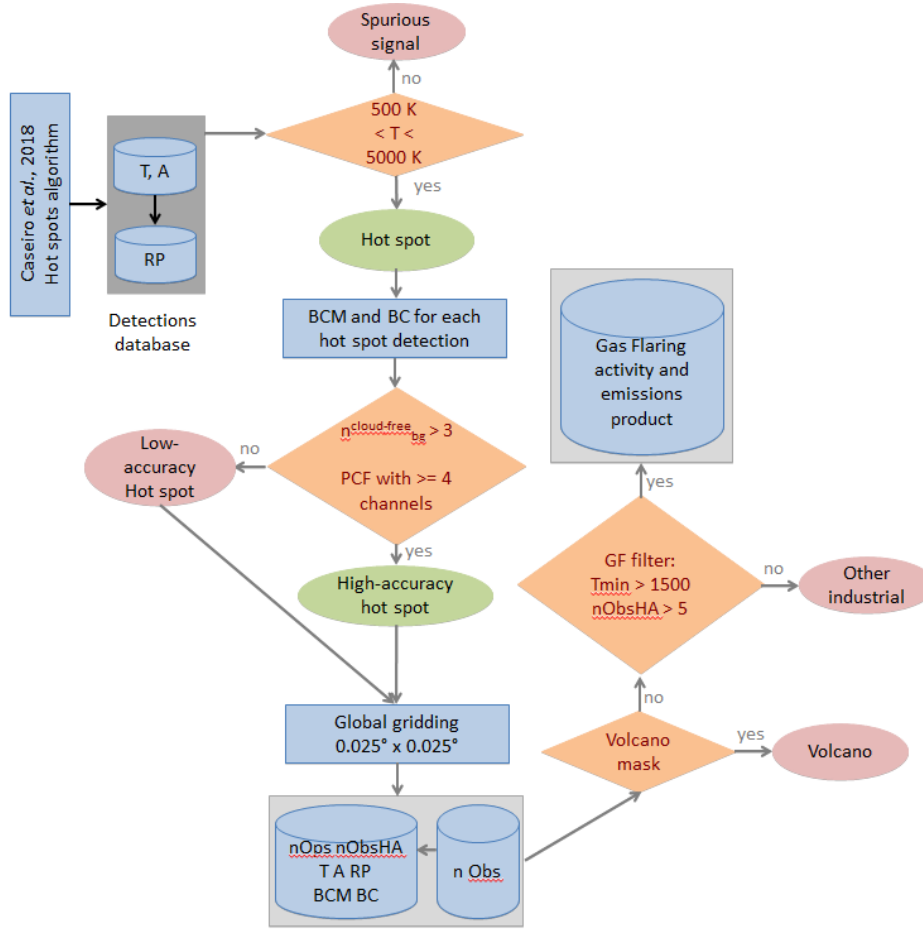 Spurious
signal
no
500 K
< T <
5000 K
yes
Caseiro et al., 2018
Hot spots algorithm
T, A
RP
Detections
database
Hot spot
BCM and BC for each
hot spot detection
n^cloud-free_bg > 3
PCF with >= 4
channels
no
Low-
accuracy
Hot spot
yes
High-accuracy
hot spot
Global gridding
0.025° x 0.025°
nOps nObsHA
T A RP
BCM BC
n Obs
Volcano
mask
yes
Volcano
no
GF filter:
Tmin > 1500
nObsHA > 5
no
Other
industrial
yes
Gas Flaring
activity and
emissions
product